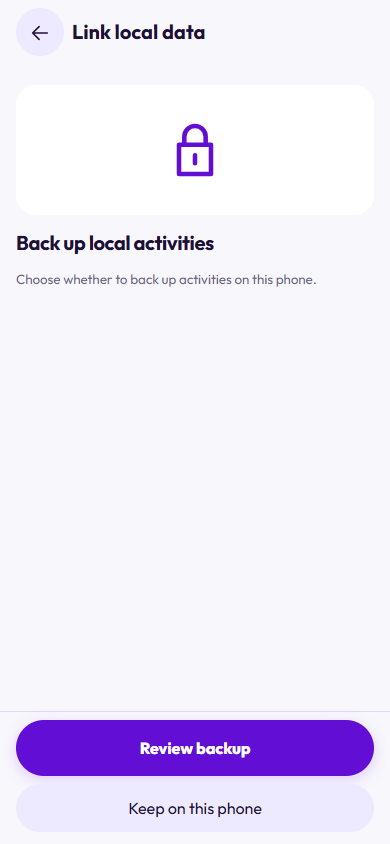 Link local data
Back up local activities
Choose whether to back up activities on this phone.
Review backup
Keep on this phone